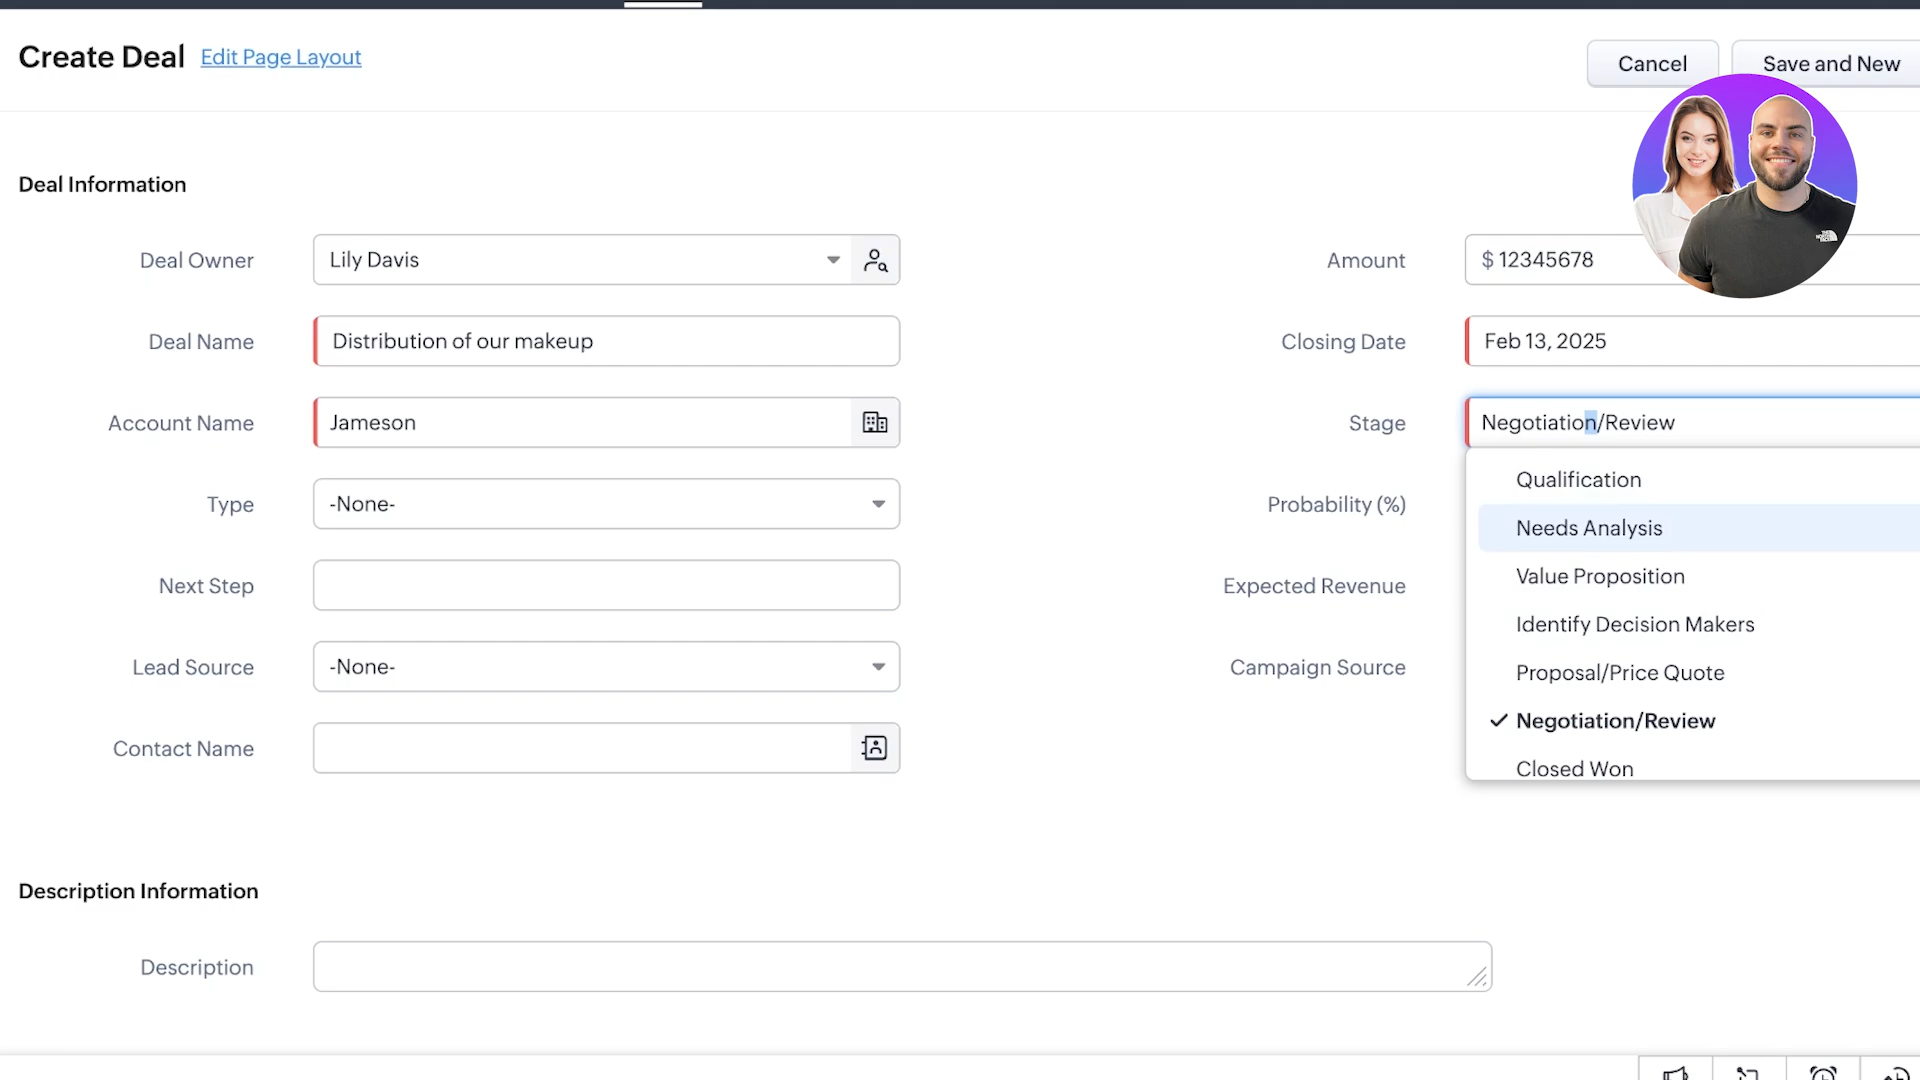 Create Deal Edit Page Layout
Cancel
Save and New
Deal Information
Deal Owner
Lily Davis
Deal Name
Distribution of our makeup
Account Name
Jameson
Type
-None-
Next Step
Lead Source
-None-
Contact Name
Amount
$ 12345678
Closing Date
Feb 13, 2025
Stage
Negotiation/Review
Qualification
Needs Analysis
Value Proposition
Identify Decision Makers
Proposal/Price Quote
Negotiation/Review
Closed Won
Probability (%)
Expected Revenue
Campaign Source
Description Information
Description
THE
NORTH
FACE